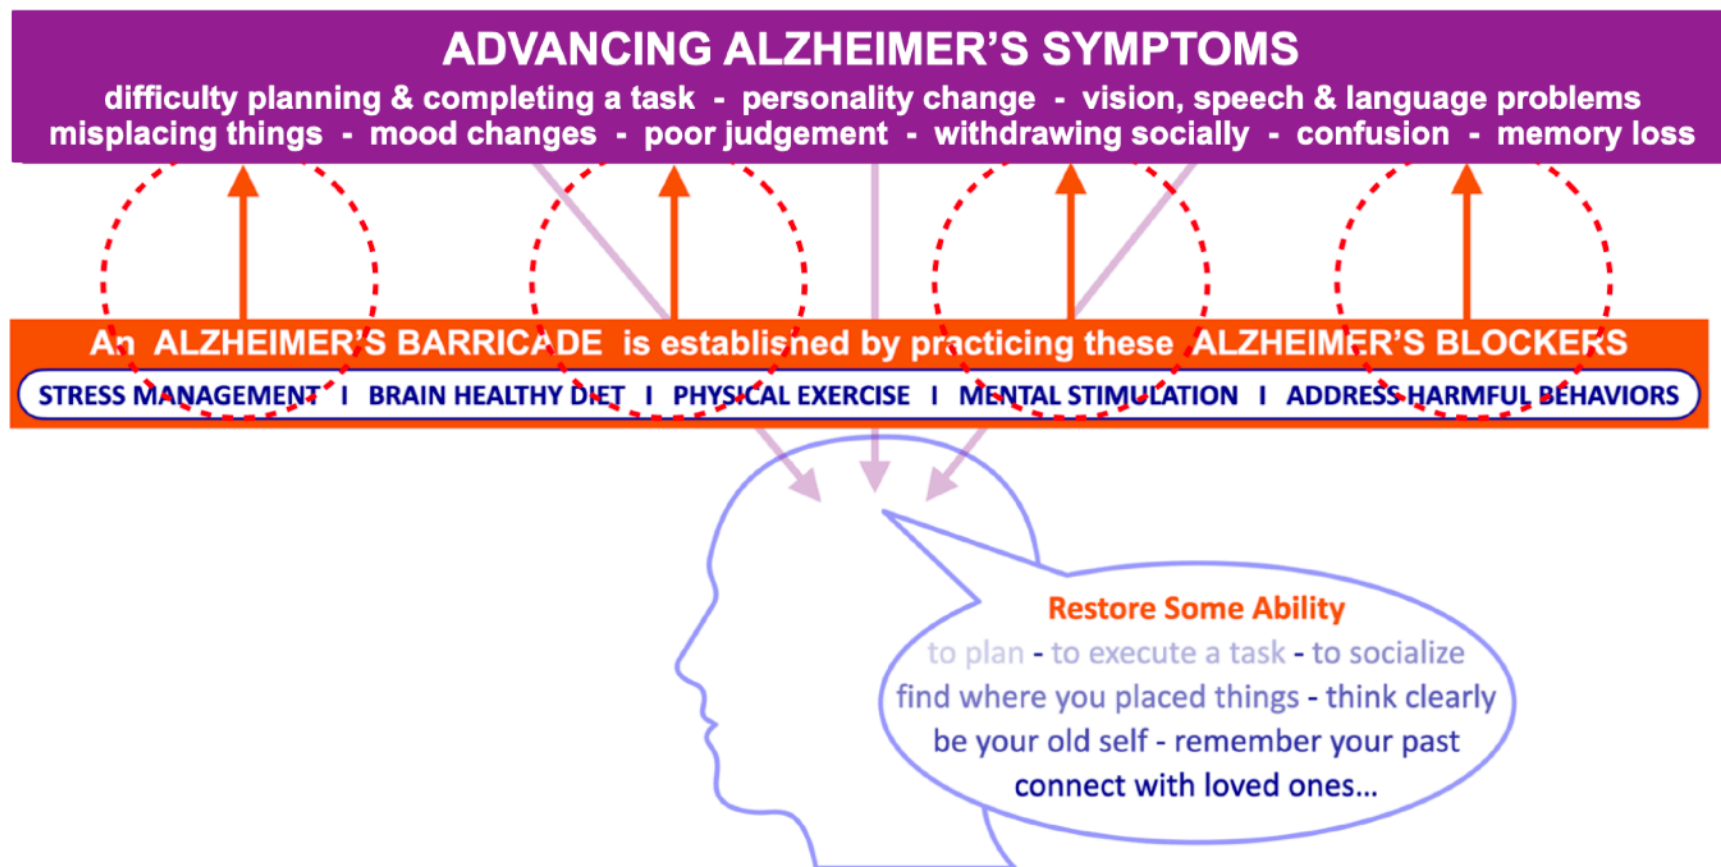 ADVANCING ALZHEIMER'S SYMPTOMS
difficulty planning & completing a task - personality change - vision, speech & language problems
misplacing things - mood changes - poor judgement - withdrawing socially - confusion - memory loss
An ALZHEIMER'S BARRICADE is established by practicing these ALZHEIMER'S BLOCKERS
STRESS MANAGEMENT I BRAIN HEALTHY DIET I PHYSICAL EXERCISE I MENTAL STIMULATION I ADDRESS HARMFUL BEHAVIORS
Restore Some Ability
to plan - to execute a task - to socialize
find where you placed things - think clearly
be your old self - remember your past
connect with loved ones...